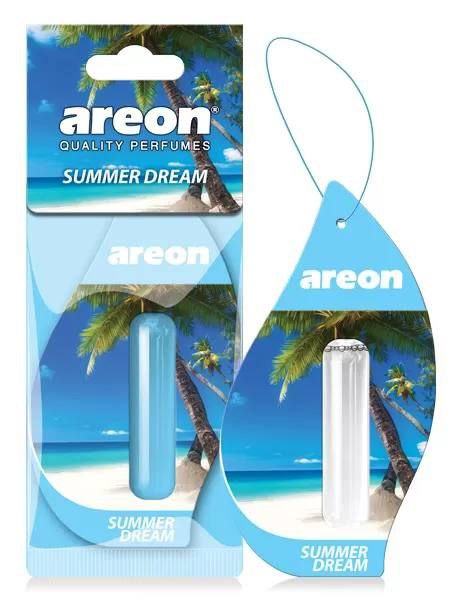 areon®
QUALITY PERFUMES
SUMMER DREAM
areon
SUMMER
DREAM
areon
SUMMER
DREAM